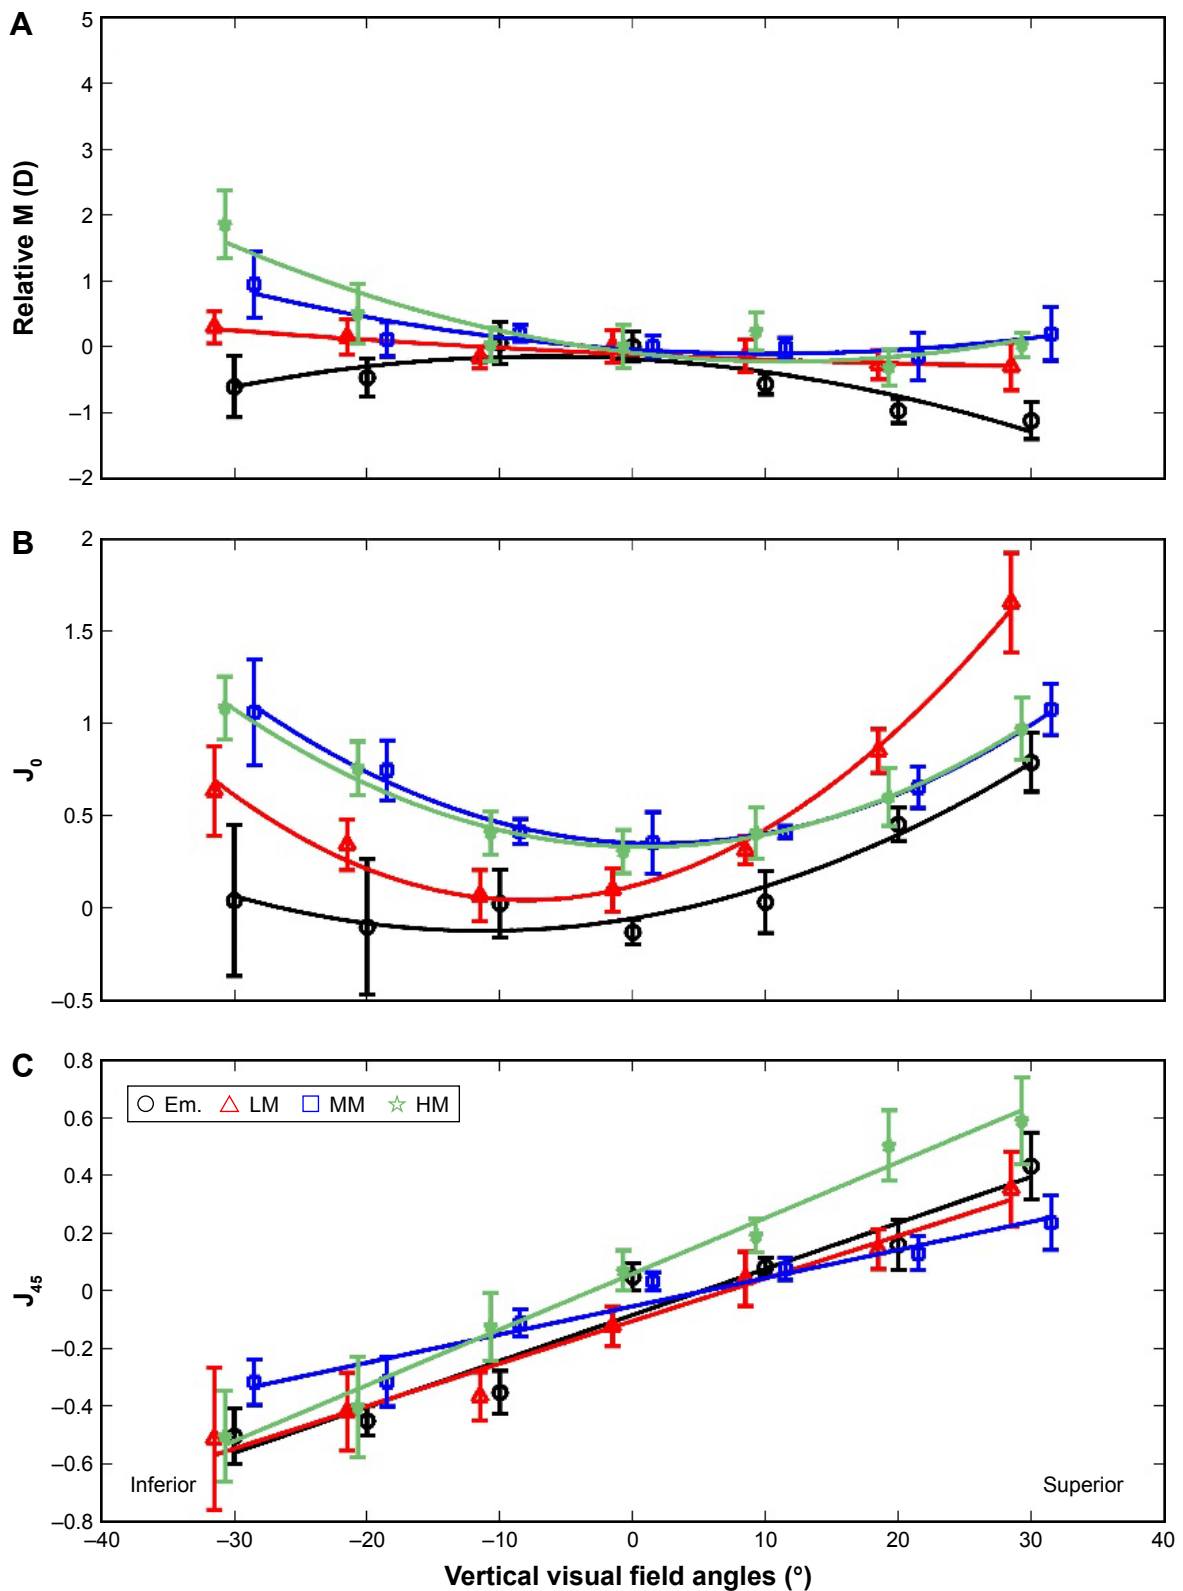 A
5
4
3
2
1
0
–1
–2
Relative M (D)
B
2
1.5
1
0.5
0
–0.5
J0
C
0.8
0.6
0.4
0.2
0
–0.2
–0.4
–0.6
–0.8
J45
Em. LM MM HM
Inferior Superior
–40 –30 –20 –10 0 10 20 30 40
Vertical visual field angles (°)